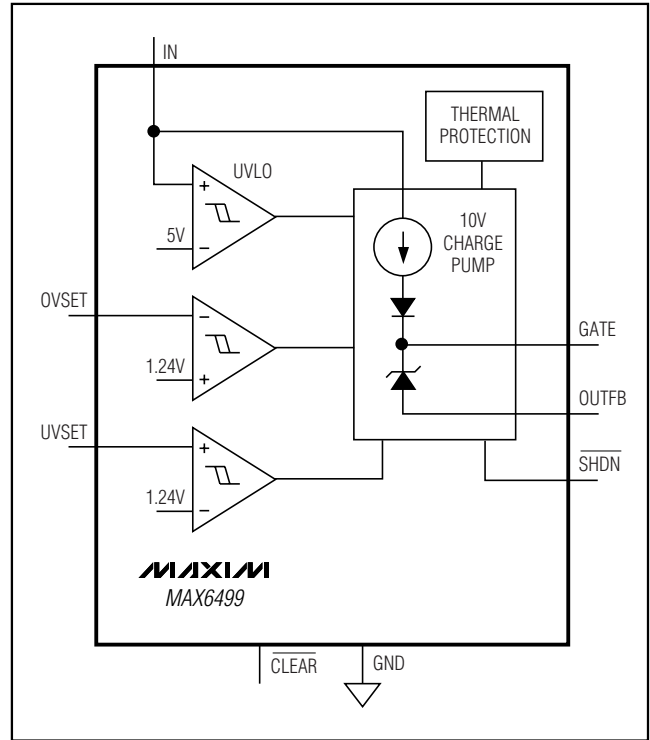 IN
THERMAL
PROTECTION
UVLO
+
5V
−
10V
CHARGE
PUMP
OVSET
−
1.24V
+
GATE
OUTFB
UVSET
+
1.24V
−
SHDN
MAXIM
MAX6499
CLEAR
GND